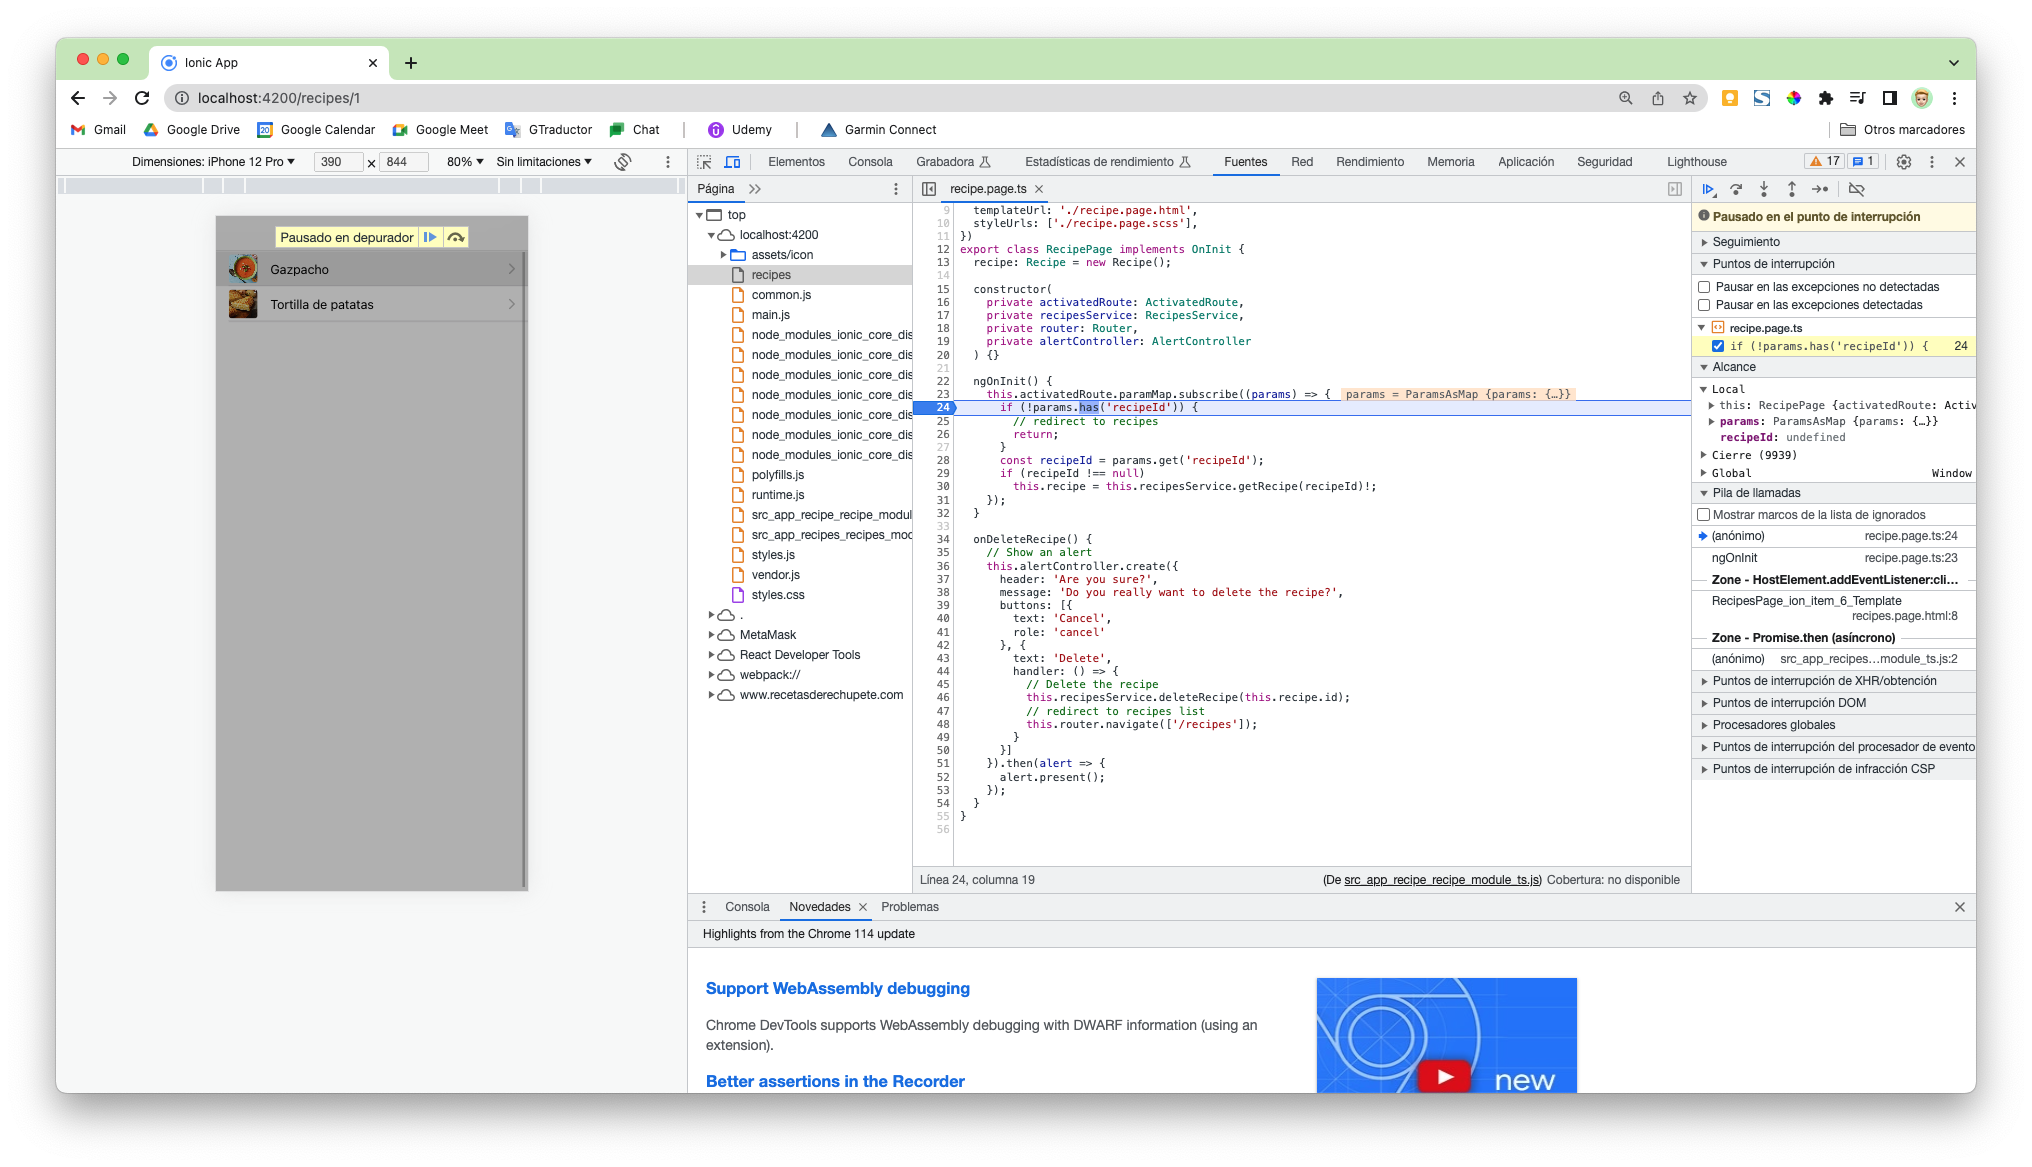 Ionic App
localhost:4200/recipes/1
Gmail Google Drive Google Calendar Google Meet GTraductor Chat Udemy Garmin Connect Otros marcadores
Dimensiones: iPhone 12 Pro 390 x 844 80% Sin limitaciones
Elementos Consola Grabadora Estadísticas de rendimiento Fuentes Red Rendimiento Memoria Aplicación Seguridad Lighthouse 17 1
Pausado en depurador
Gazpacho
Tortilla de patatas
Página
top
localhost:4200
assets/icon
recipes
common.js
main.js
node_modules_ionic_core_dis
node_modules_ionic_core_dis
node_modules_ionic_core_dis
node_modules_ionic_core_dis
node_modules_ionic_core_dis
node_modules_ionic_core_dis
node_modules_ionic_core_dis
polyfills.js
runtime.js
src_app_recipe_recipe_modul
src_app_recipes_recipes_moc
styles.js
vendor.js
styles.css
.
MetaMask
React Developer Tools
webpack://
www.recetasderechupete.com
recipe.page.ts
9 templateUrl: './recipe.page.html',
10 styleUrls: ['./recipe.page.scss'],
11 })
12 export class RecipePage implements OnInit {
13 recipe: Recipe = new Recipe();
14
15 constructor(
16 private activatedRoute: ActivatedRoute,
17 private recipesService: RecipesService,
18 private router: Router,
19 private alertController: AlertController
20 ) {}
21
22 ngOnInit() {
23 this.activatedRoute.paramMap.subscribe((params) => { params = ParamsAsMap {params: {…}}
24 if (!params.has('recipeId')) {
25 // redirect to recipes
26 return;
27 }
28 const recipeId = params.get('recipeId');
29 if (recipeId !== null)
30 this.recipe = this.recipesService.getRecipe(recipeId)!;
31 });
32 }
33
34 onDeleteRecipe() {
35 // Show an alert
36 this.alertController.create({
37 header: 'Are you sure?',
38 message: 'Do you really want to delete the recipe?',
39 buttons: [{
40 text: 'Cancel',
41 role: 'cancel'
42 }, {
43 text: 'Delete',
44 handler: () => {
45 // Delete the recipe
46 this.recipesService.deleteRecipe(this.recipe.id);
47 // redirect to recipes list
48 this.router.navigate(['/recipes']);
49 }
50 }]
51 }).then(alert => {
52 alert.present();
53 });
54 }
55 }
56
Línea 24, columna 19 (De src_app_recipe_recipe_module_ts.js) Cobertura: no disponible
Pausado en el punto de interrupción
Seguimiento
Puntos de interrupción
Pausar en las excepciones no detectadas
Pausar en las excepciones detectadas
recipe.page.ts
if (!params.has('recipeId')) { 24
Alcance
Local
this: RecipePage {activatedRoute: Activ
params: ParamsAsMap {params: {…}}
recipeId: undefined
Cierre (9939)
Global Window
Pila de llamadas
Mostrar marcos de la lista de ignorados
(anónimo) recipe.page.ts:24
ngOnInit recipe.page.ts:23
Zone - HostElement.addEventListener:cli…
RecipesPage_ion_item_6_Template
recipes.page.html:8
Zone - Promise.then (asíncrono)
(anónimo) src_app_recipes…module_ts.js:2
Puntos de interrupción de XHR/obtención
Puntos de interrupción DOM
Procesadores globales
Puntos de interrupción del procesador de evento
Puntos de interrupción de infracción CSP
Consola Novedades Problemas
Highlights from the Chrome 114 update
Support WebAssembly debugging
Chrome DevTools supports WebAssembly debugging with DWARF information (using an
extension).
Better assertions in the Recorder
new